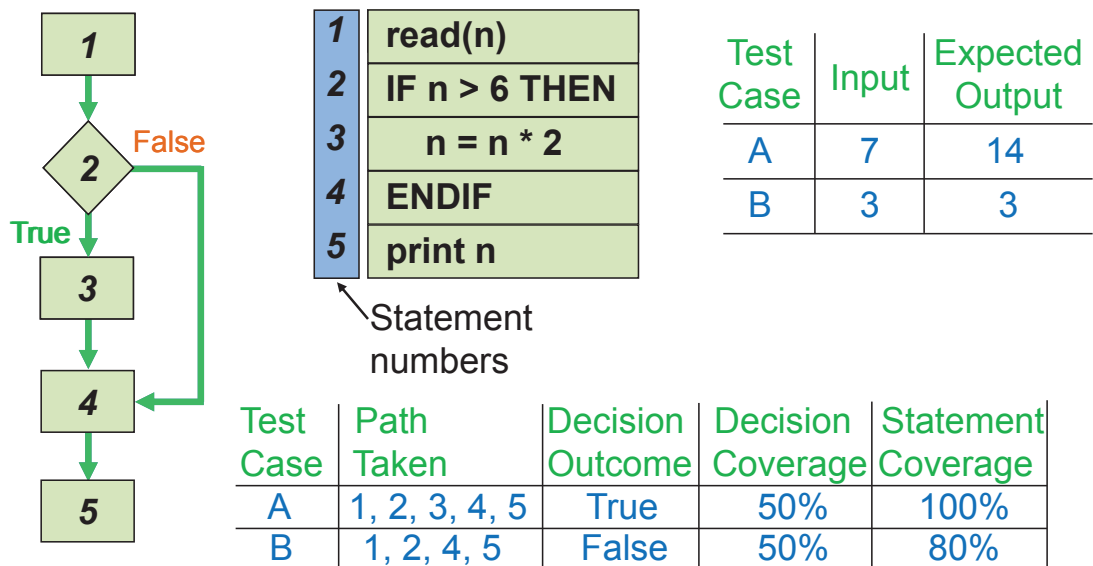 1
2
False
True
3
4
5
1 read(n)
2 IF n > 6 THEN
3 n = n * 2
4 ENDIF
5 print n
Statement
numbers
Test Case Input Expected Output
A 7 14
B 3 3
Test Case Path Taken Decision Outcome Decision Coverage Statement Coverage
A 1, 2, 3, 4, 5 True 50% 100%
B 1, 2, 4, 5 False 50% 80%